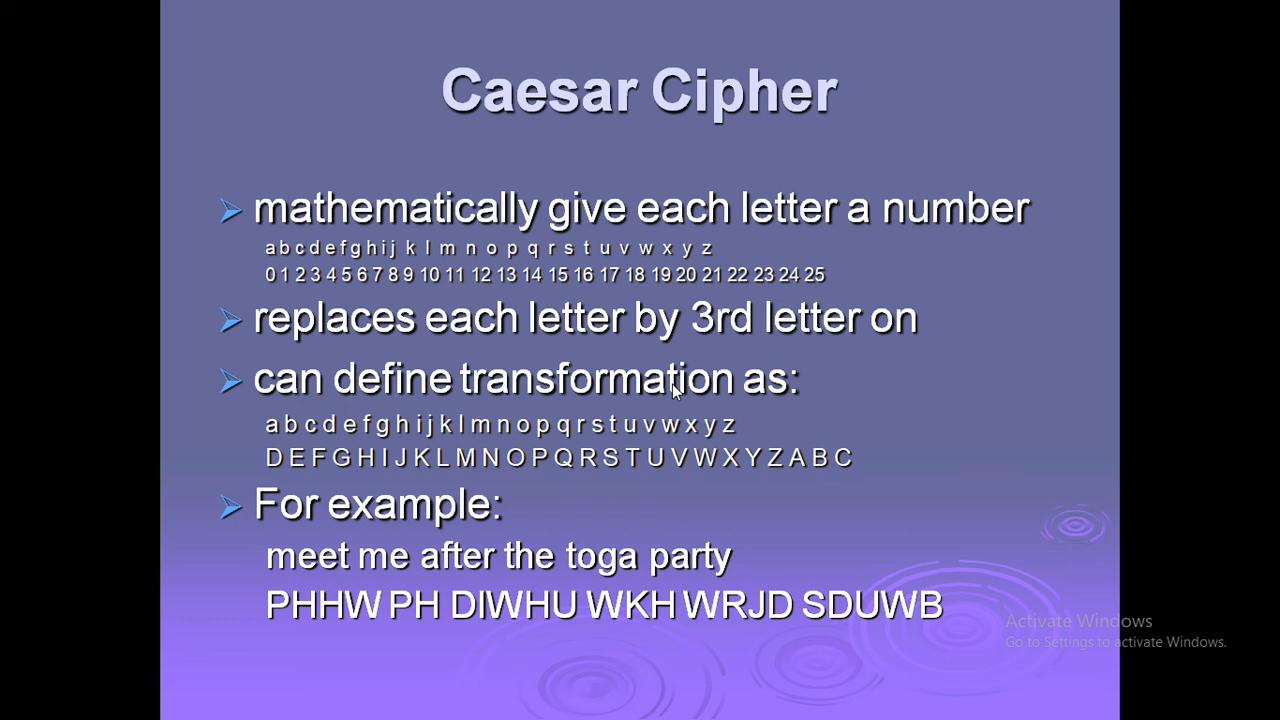 Caesar Cipher
mathematically give each letter a number
a b c d e f g h i j k l m n o p q r s t u v w x y z
0 1 2 3 4 5 6 7 8 9 10 11 12 13 14 15 16 17 18 19 20 21 22 23 24 25
replaces each letter by 3rd letter on
can define transformation as:
a b c d e f g h i j k l m n o p q r s t u v w x y z
D E F G H I J K L M N O P Q R S T U V W X Y Z A B C
For example:
meet me after the toga party
PHHW PH DIWHU WKH WRJD SDUWB
Activate Windows
Go to Settings to activate Windows.